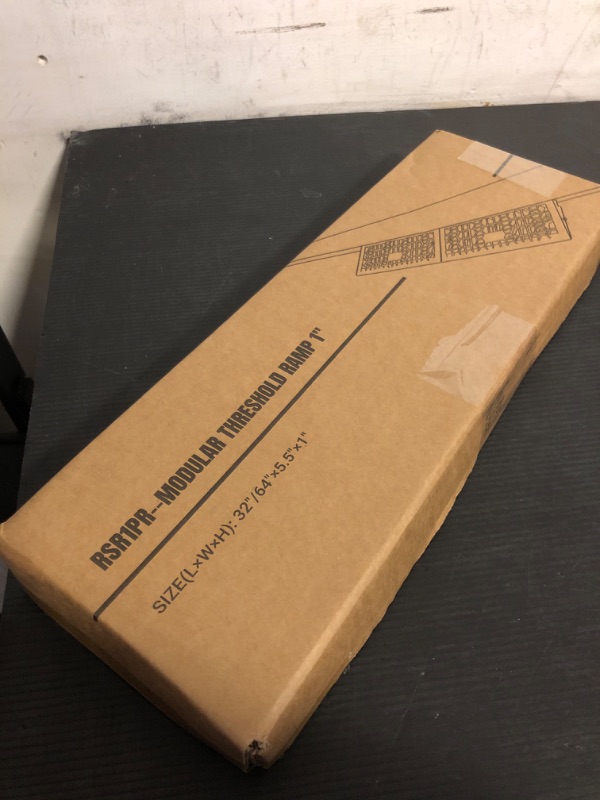 RSR1PR--MODULAR THRESHOLD RAMP 1"
SIZE(L×W×H): 32"/64"×5.5"×1"